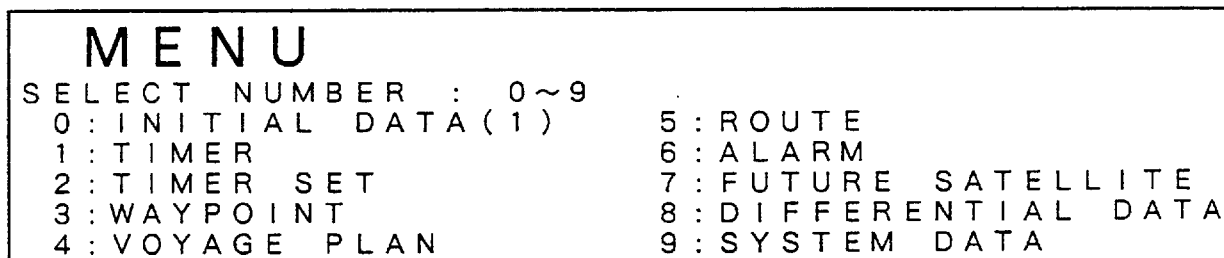 MENU
SELECT NUMBER : 0~9
0:INITIAL DATA(1)
1:TIMER
2:TIMER SET
3:WAYPOINT
4:VOYAGE PLAN
5:ROUTE
6:ALARM
7:FUTURE SATELLITE
8:DIFFERENTIAL DATA
9:SYSTEM DATA